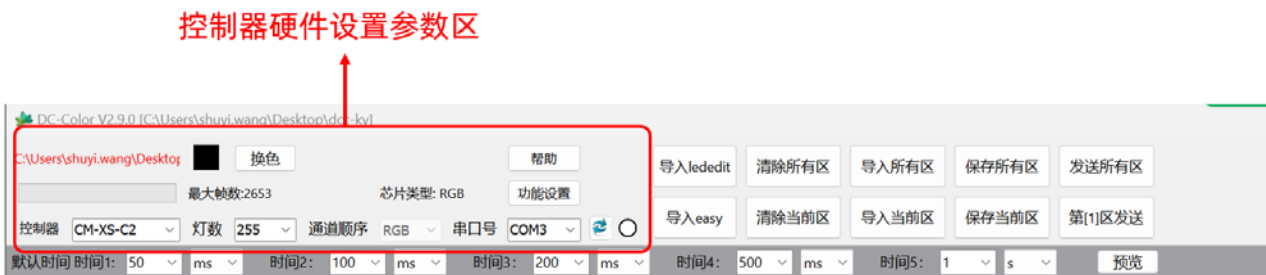 控制器硬件设置参数区
DC-Color V2.9.0 [C:\Users\shuyi.wang\Desktop\dcc-ky]
C:\Users\shuyi.wang\Desktop 换色 帮助
导入lededit 清除所有区 导入所有区 保存所有区 发送所有区
最大帧数:2653 芯片类型: RGB 功能设置
控制器 CM-XS-C2 灯数 255 通道顺序 RGB 串口号 COM3
导入easy 清除当前区 导入当前区 保存当前区 第[1]区发送
默认时间 时间1: 50 ms 时间2: 100 ms 时间3: 200 ms 时间4: 500 ms 时间5: 1 s 预览